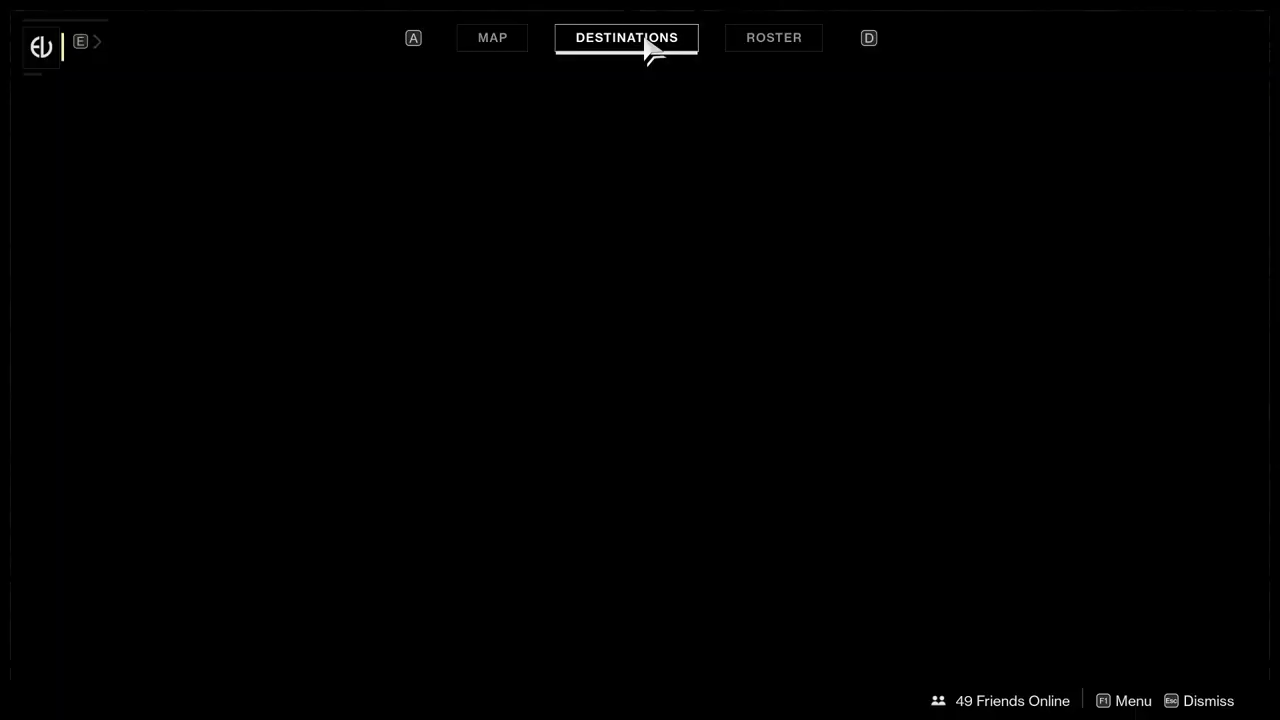 E
A
MAP
DESTINATIONS
ROSTER
D
49 Friends Online
F1 Menu
Esc Dismiss